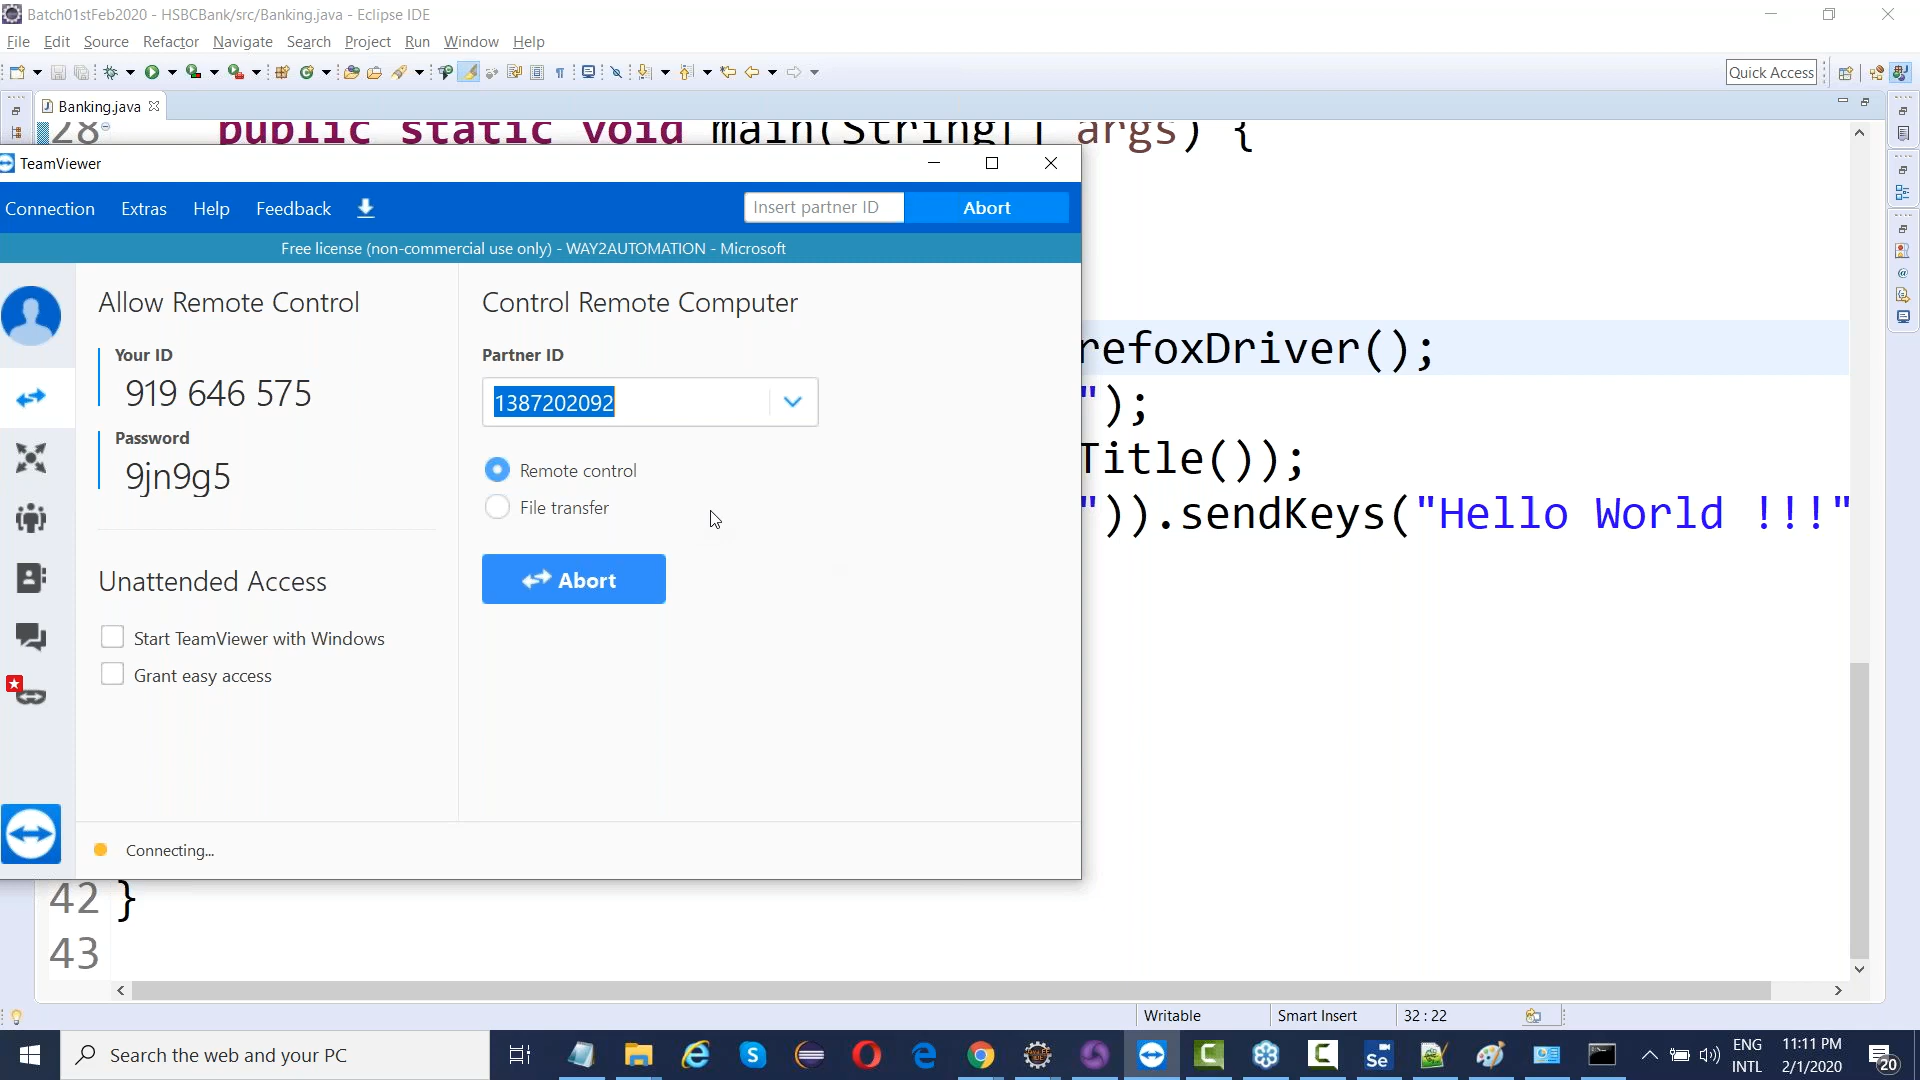 Batch01stFeb2020 - HSBCBank/src/Banking.java - Eclipse IDE
File Edit Source Refactor Navigate Search Project Run Window Help
Quick Access
Banking.java
28 public static void main(String[] args) {
TeamViewer
Connection Extras Help Feedback Insert partner ID Abort
Free license (non-commercial use only) - WAY2AUTOMATION - Microsoft
Allow Remote Control
Your ID
919 646 575
Password
9jn9g5
Unattended Access
Start TeamViewer with Windows
Grant easy access
Control Remote Computer
Partner ID
1387202092
Remote control
File transfer
Abort
Connecting...
refoxDriver();
");
Title());
")).sendKeys("Hello World !!!"
42 }
43
Writable Smart Insert 32 : 22
Search the web and your PC
Se
ENG
INTL
11:11 PM
2/1/2020
20